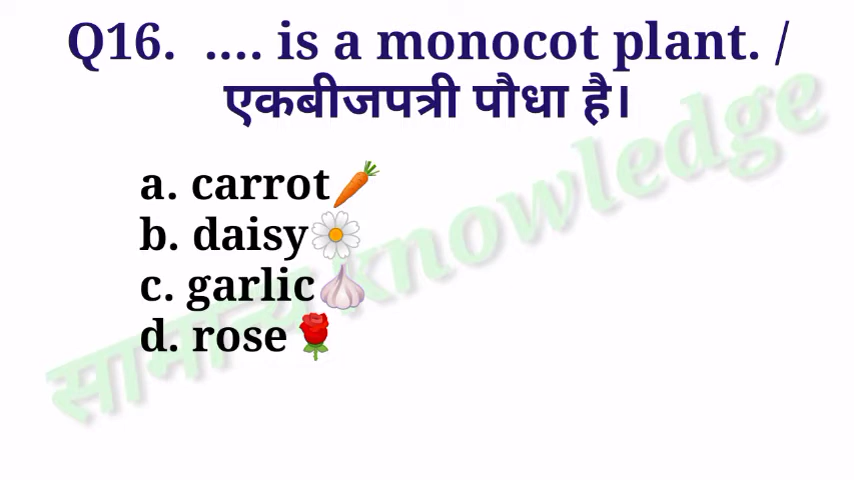 Q16. .... is a monocot plant. /
एकबीजपत्री पौधा है।
a. carrot
b. daisy
c. garlic
d. rose
सामान्य knowledge